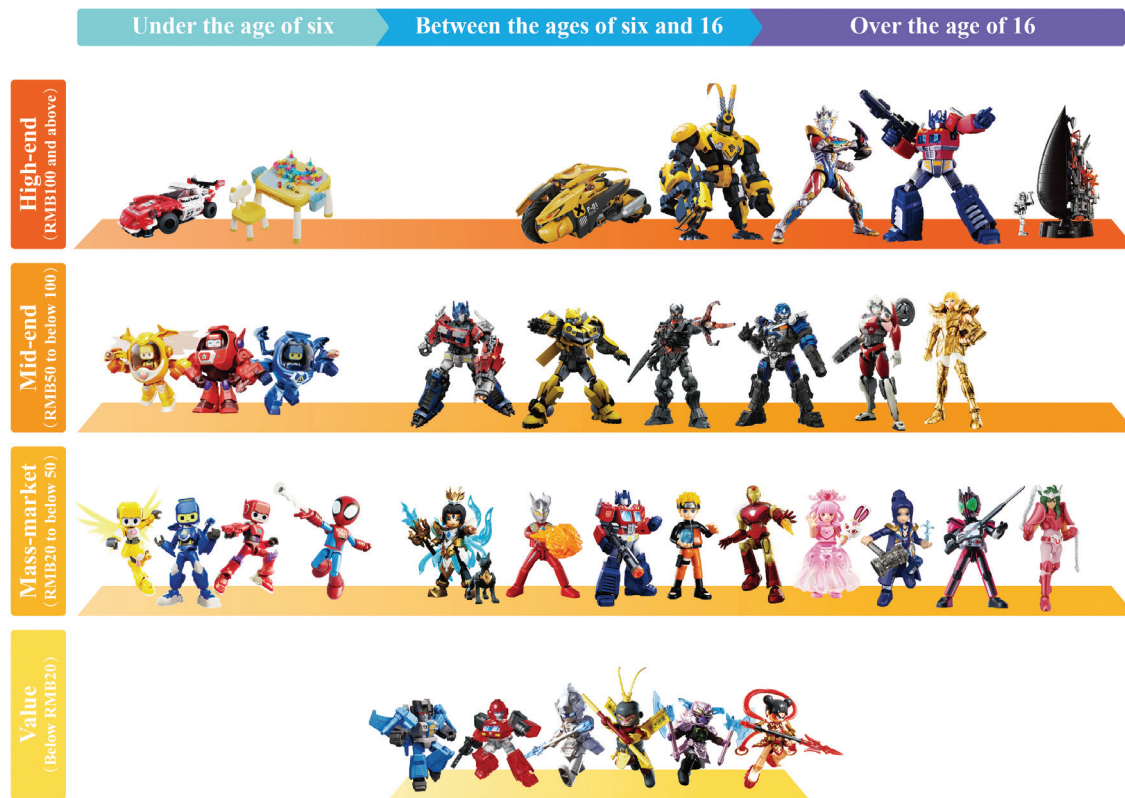 Under the age of six
Between the ages of six and 16
Over the age of 16
High-end
(RMB100 and above)
Mid-end
(RMB50 to below 100)
Mass-market
(RMB20 to below 50)
Value
(Below RMB20)